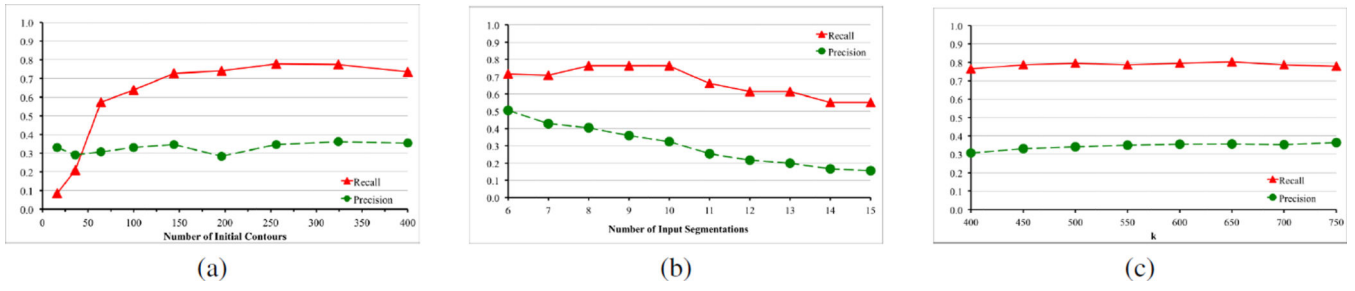 1.0
0.9
0.8
0.7
0.6
0.5
0.4
0.3
0.2
0.1
0.0
Recall
Precision
0 50 100 150 200 250 300 350 400
Number of Initial Contours
(a)
1.0
0.9
0.8
0.7
0.6
0.5
0.4
0.3
0.2
0.1
0.0
Recall
Precision
6 7 8 9 10 11 12 13 14 15
Number of Input Segmentations
(b)
1.0
0.9
0.8
0.7
0.6
0.5
0.4
0.3
0.2
0.1
0.0
Recall
Precision
400 450 500 550 600 650 700 750
k
(c)